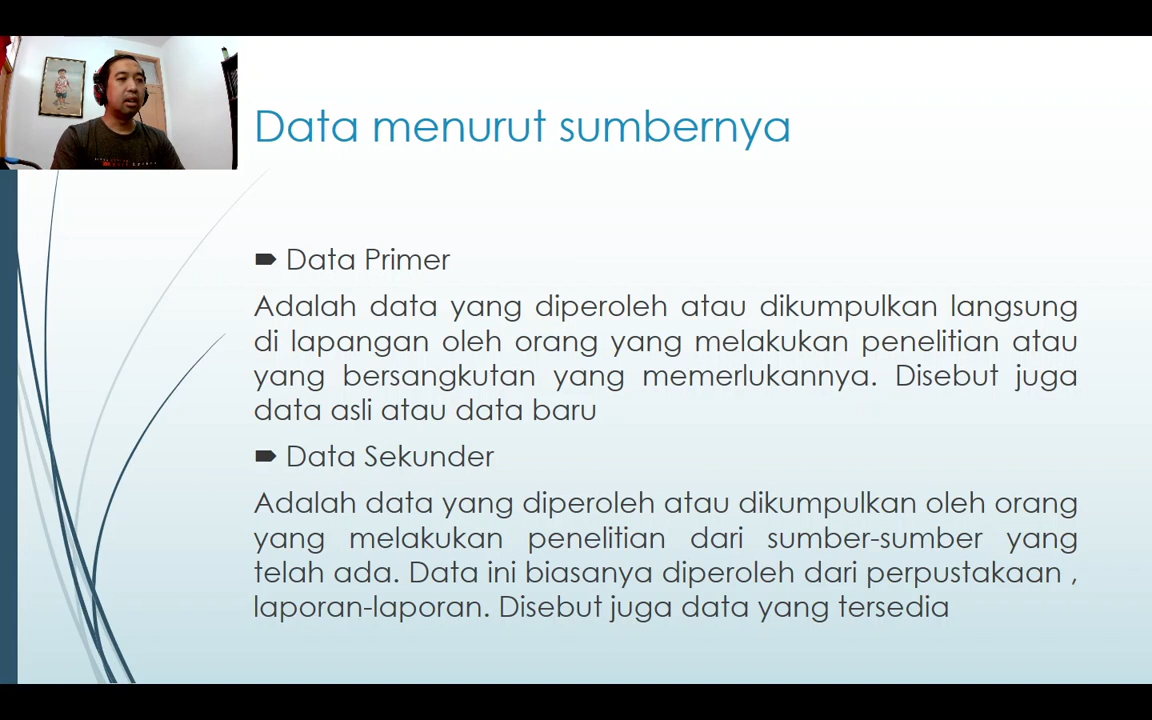 Data menurut sumbernya
Data Primer
Adalah data yang diperoleh atau dikumpulkan langsung
di lapangan oleh orang yang melakukan penelitian atau
yang bersangkutan yang memerlukannya. Disebut juga
data asli atau data baru
Data Sekunder
Adalah data yang diperoleh atau dikumpulkan oleh orang
yang melakukan penelitian dari sumber-sumber yang
telah ada. Data ini biasanya diperoleh dari perpustakaan ,
laporan-laporan. Disebut juga data yang tersedia